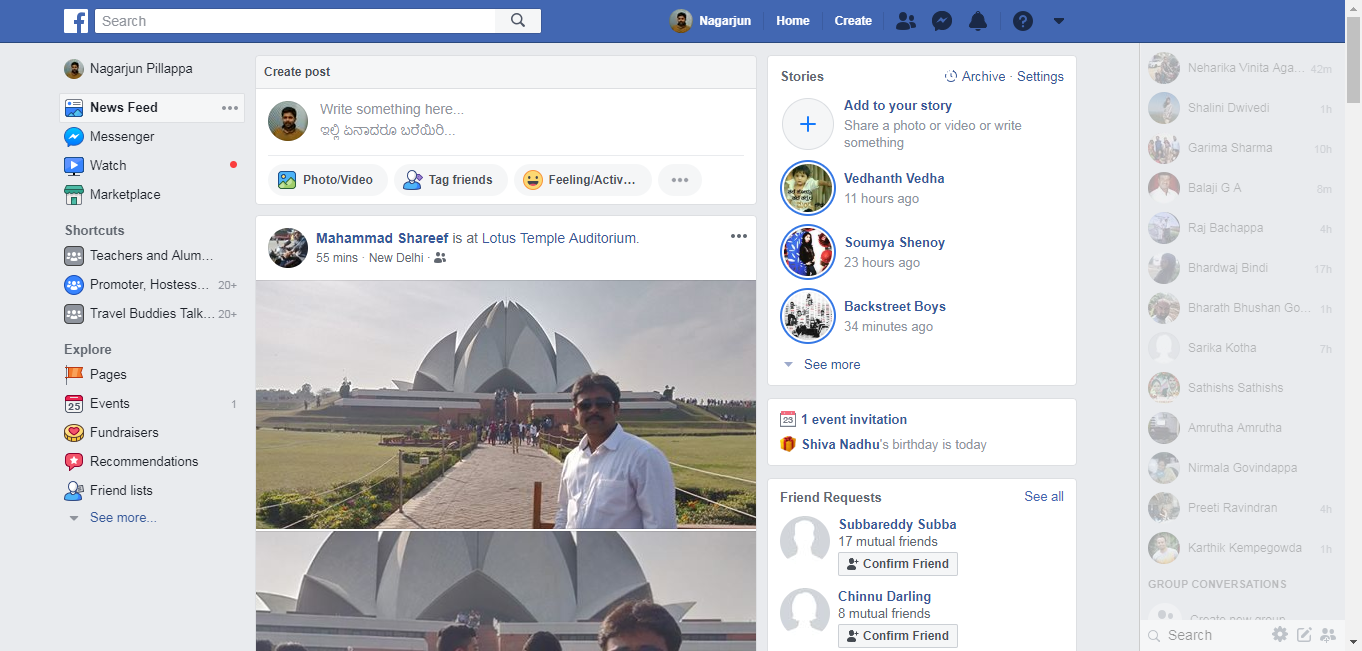 Search
Nagarjun
Home
Create
Nagarjun Pillappa
News Feed
Messenger
Watch
Marketplace
Shortcuts
Teachers and Alum...
Promoter, Hostess... 20+
Travel Buddies Talk... 20+
Explore
Pages
Events 1
Fundraisers
Recommendations
Friend lists
See more...
Create post
Write something here...
ಇಲ್ಲಿ ಏನಾದರೂ ಬರೆಯಿರಿ...
Photo/Video
Tag friends
Feeling/Activ...
Mahammad Shareef is at Lotus Temple Auditorium.
55 mins · New Delhi ·
Stories
Archive · Settings
Add to your story
Share a photo or video or write
something
Vedhanth Vedha
11 hours ago
Soumya Shenoy
23 hours ago
Backstreet Boys
34 minutes ago
See more
23 1 event invitation
Shiva Nadhu's birthday is today
Friend Requests
See all
Subbareddy Subba
17 mutual friends
Confirm Friend
Chinnu Darling
8 mutual friends
Confirm Friend
Neharika Vinita Aga... 42m
Shalini Dwivedi 1h
Garima Sharma 10h
Balaji G A 8m
Raj Bachappa 4h
Bhardwaj Bindi 17h
Bharath Bhushan Go... 1h
Sarika Kotha 7h
Sathishs Sathishs
Amrutha Amrutha
Nirmala Govindappa
Preeti Ravindran 4h
Karthik Kempegowda 1h
GROUP CONVERSATIONS
Create new group
Search